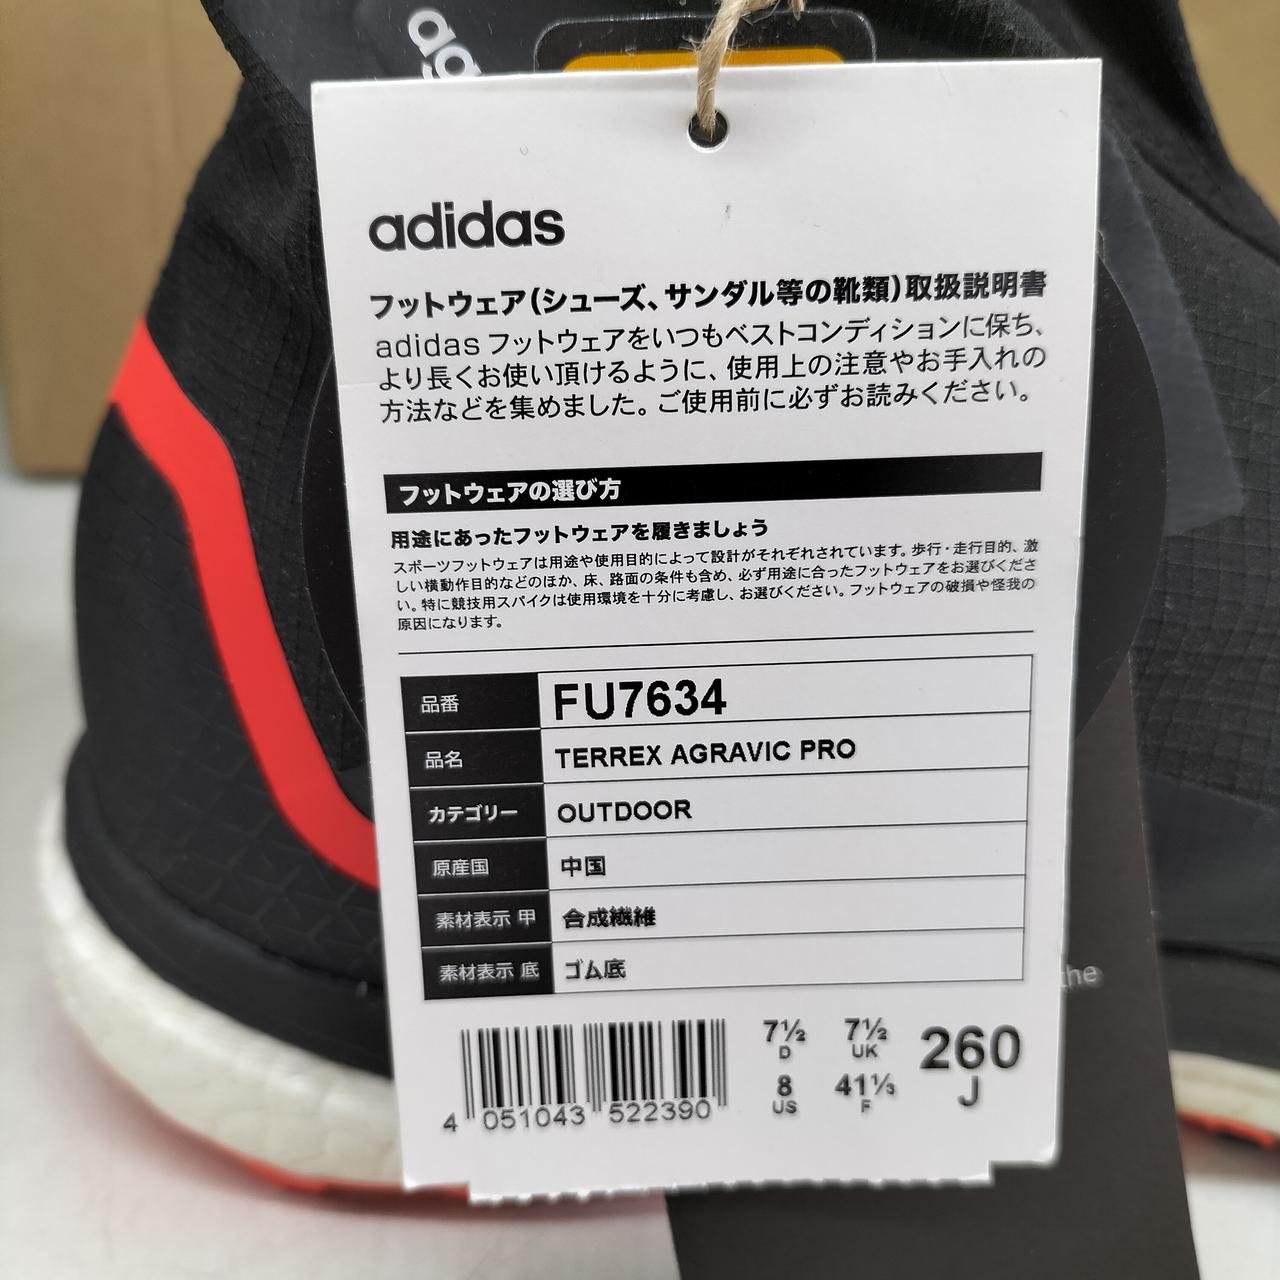 adidas
フットウェア(シューズ、サンダル等の靴類)取扱説明書
adidas フットウェアをいつもベストコンディションに保ち、
より長くお使い頂けるように、使用上の注意やお手入れの
方法などを集めました。ご使用前に必ずお読みください。
フットウェアの選び方
用途にあったフットウェアを履きましょう
スポーツフットウェアは用途や使用目的によって設計がそれぞれされています。歩行・走行目的、激
しい横動作目的などのほか、床、路面の条件も含め、必ず用途に合ったフットウェアをお選びくださ
い。特に競技用スパイクは使用環境を十分に考慮し、お選びください。フットウェアの破損や怪我の
原因になります。
品番 FU7634
品名 TERREX AGRAVIC PRO
カテゴリー OUTDOOR
原産国 中国
素材表示 甲 合成繊維
素材表示 底 ゴム底
the
7½ D 7½ UK 260 J
8 US 41⅓ F
4 051043 522390